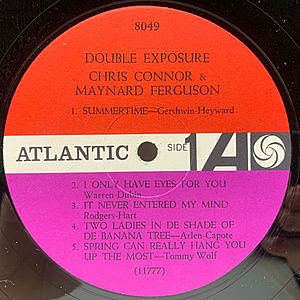 8049
DOUBLE EXPOSURE
CHRIS CONNOR &
MAYNARD FERGUSON
1. SUMMERTIME—Gershwin-Heyward
ATLANTIC SIDE 1 A
2. I ONLY HAVE EYES FOR YOU
Warren-Dubin
3. IT NEVER ENTERED MY MIND
Rodgers-Hart
4. TWO LADIES IN DE SHADE OF
DE BANANA TREE—Arlen-Capote
5. SPRING CAN REALLY HANG YOU
UP THE MOST—Tommy Wolf
(11777)